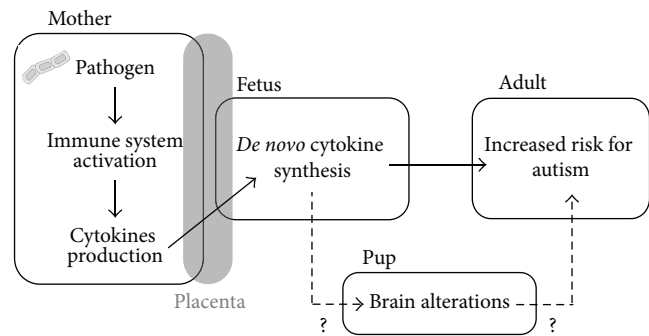 Mother
Pathogen
Immune system
activation
Cytokines
production
Placenta
Fetus
De novo cytokine
synthesis
Adult
Increased risk for
autism
Pup
Brain alterations
?
?